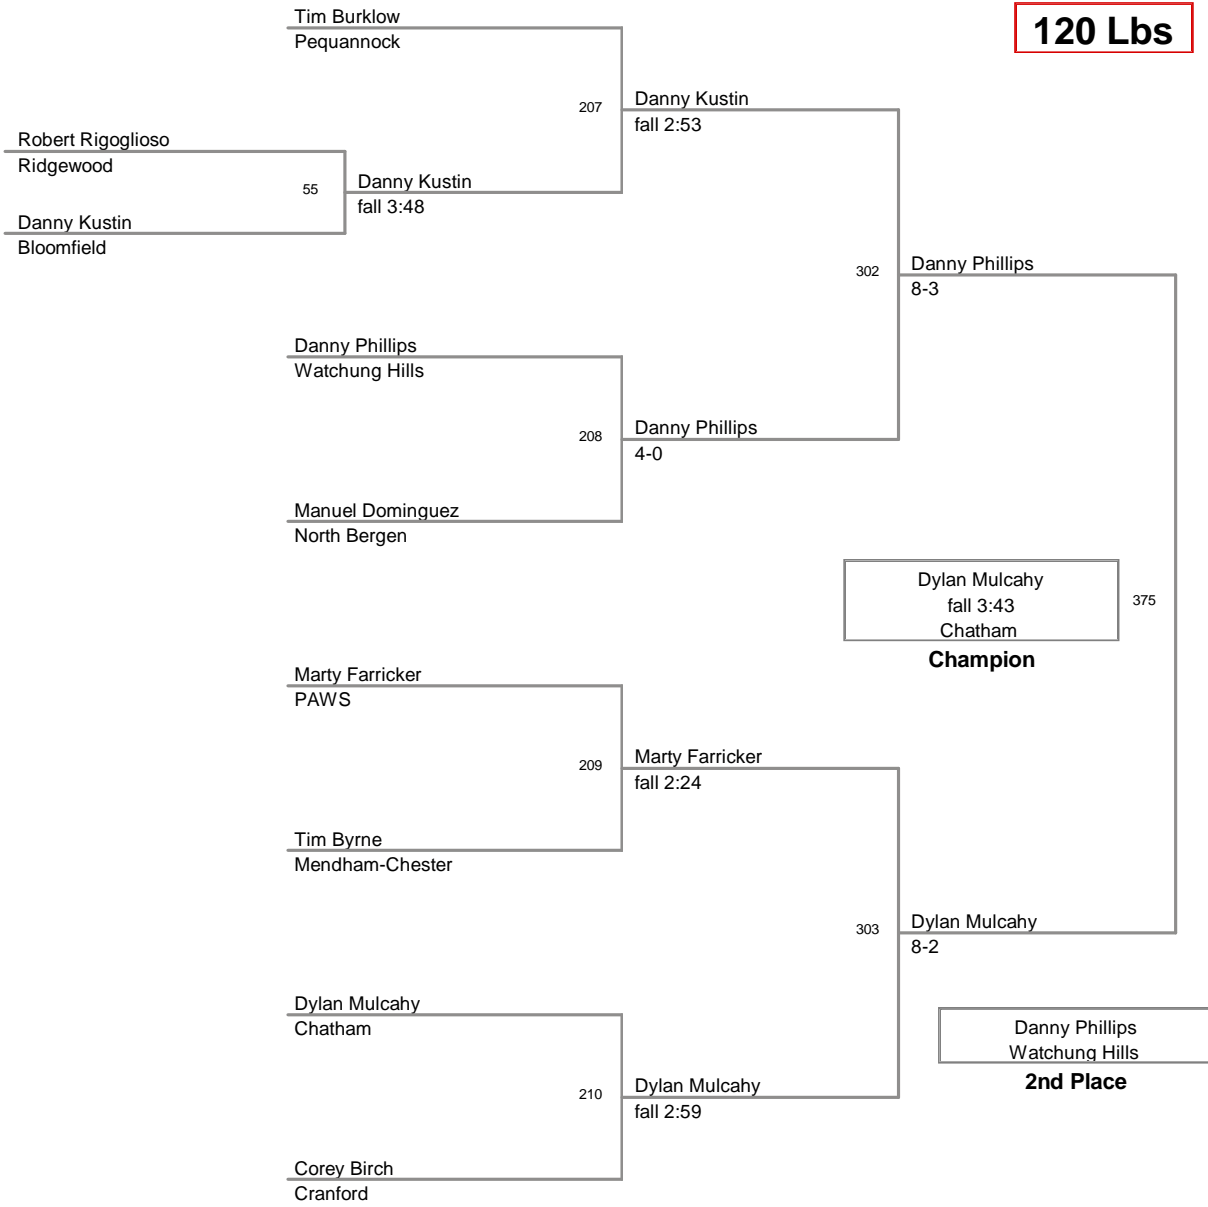 Tim Burklow
Pequannock
120 Lbs
207
Danny Kustin
fall 2:53
Robert Rigoglioso
Ridgewood
55
Danny Kustin
fall 3:48
Danny Kustin
Bloomfield
302
Danny Phillips
8-3
Danny Phillips
Watchung Hills
208
Danny Phillips
4-0
Manuel Dominguez
North Bergen
Dylan Mulcahy
fall 3:43
Chatham
375
Champion
Marty Farricker
PAWS
209
Marty Farricker
fall 2:24
Tim Byrne
Mendham-Chester
303
Dylan Mulcahy
8-2
Dylan Mulcahy
Chatham
Danny Phillips
Watchung Hills
2nd Place
210
Dylan Mulcahy
fall 2:59
Corey Birch
Cranford